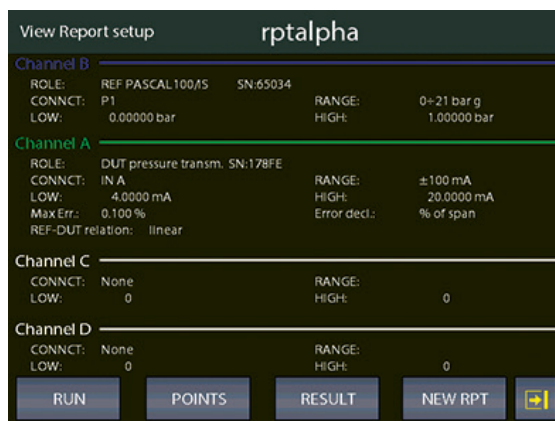 View Report setup rptalpha
Channel B
ROLE: REF PASCAL100/IS SN:65034
CONNCT: P1 RANGE: 0÷21 bar g
LOW: 0.00000 bar HIGH: 1.00000 bar
Channel A
ROLE: DUT pressure transm. SN:178FE
CONNCT: IN A RANGE: ±100 mA
LOW: 4.0000 mA HIGH: 20.0000 mA
Max Err.: 0.100 % Error decl.: % of span
REF-DUT relation: linear
Channel C
CONNCT: None RANGE:
LOW: 0 HIGH: 0
Channel D
CONNCT: None RANGE:
LOW: 0 HIGH: 0
RUN POINTS RESULT NEW RPT